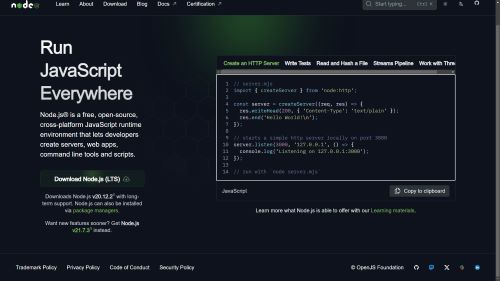 node
Learn About Download Blog Docs Certification
Start typing...
Run
JavaScript
Everywhere
Node.js® is a free, open-source,
cross-platform JavaScript runtime
environment that lets developers
create servers, web apps,
command line tools and scripts.
Download Node.js (LTS)
Downloads Node.js v20.12.2 with long-
term support. Node.js can also be installed
via package managers.
Want new features sooner? Get Node.js
v21.7.3 instead.
Create an HTTP Server Write Tests Read and Hash a File Streams Pipeline Work with Threa
1 // server.mjs
2 import { createServer } from 'node:http';
3
4 const server = createServer((req, res) => {
5 res.writeHead(200, { 'Content-Type': 'text/plain' });
6 res.end('Hello World!\n');
7 });
8
9 // starts a simple http server locally on port 3000
10 server.listen(3000, '127.0.0.1', () => {
11 console.log('Listening on 127.0.0.1:3000');
12 });
13
14 // run with `node server.mjs`
JavaScript Copy to clipboard
Learn more what Node.js is able to offer with our Learning materials.
Trademark Policy Privacy Policy Code of Conduct Security Policy © OpenJS Foundation